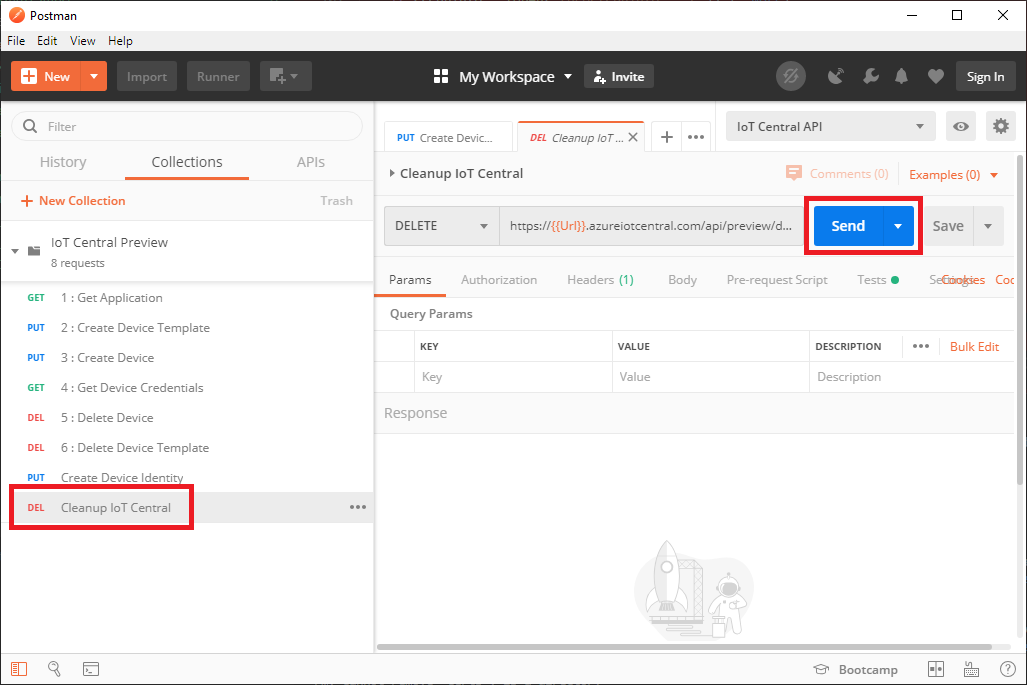 Postman
File Edit View Help
New Import Runner My Workspace Invite Sign In
Filter
History Collections APIs
New Collection Trash
IoT Central Preview
8 requests
GET 1 : Get Application
PUT 2 : Create Device Template
PUT 3 : Create Device
GET 4 : Get Device Credentials
DEL 5 : Delete Device
DEL 6 : Delete Device Template
PUT Create Device Identity
DEL Cleanup IoT Central
PUT Create Devic... DEL Cleanup IoT ... IoT Central API
Cleanup IoT Central Comments (0) Examples (0)
DELETE https://{{Url}}.azureiotcentral.com/api/preview/d... Send Save
Params Authorization Headers (1) Body Pre-request Script Tests Settings Cookies Coo
Query Params
KEY VALUE DESCRIPTION Bulk Edit
Key Value Description
Response
Bootcamp